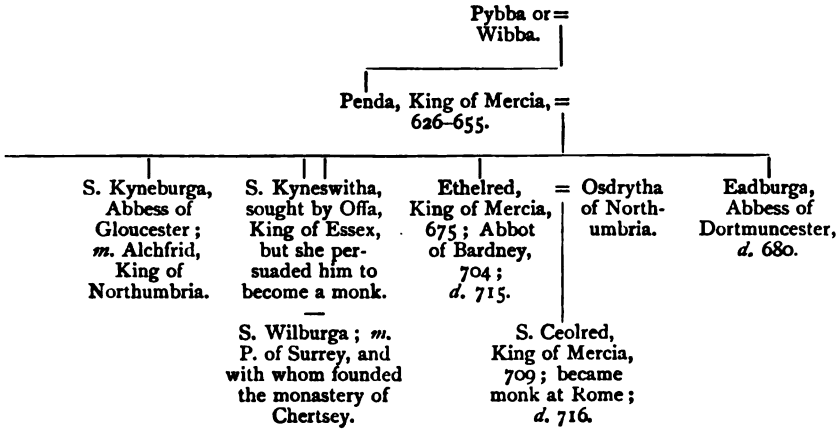 Pybba or =
Wibba.
Penda, King of Mercia, =
626–655.
S. Kyneburga,
Abbess of
Gloucester ;
m. Alchfrid,
King of
Northumbria.
S. Kyneswitha,
sought by Offa,
King of Essex,
but she per-
suaded him to
become a monk.
S. Wilburga ; m.
P. of Surrey, and
with whom founded
the monastery of
Chertsey.
Ethelred,
King of Mercia,
675 ; Abbot
of Bardney,
704 ;
d. 715.
= Osdrytha
of North-
umbria.
S. Ceolred,
King of Mercia,
709 ; became
monk at Rome ;
d. 716.
Eadburga,
Abbess of
Dortmuncester,
d. 680.